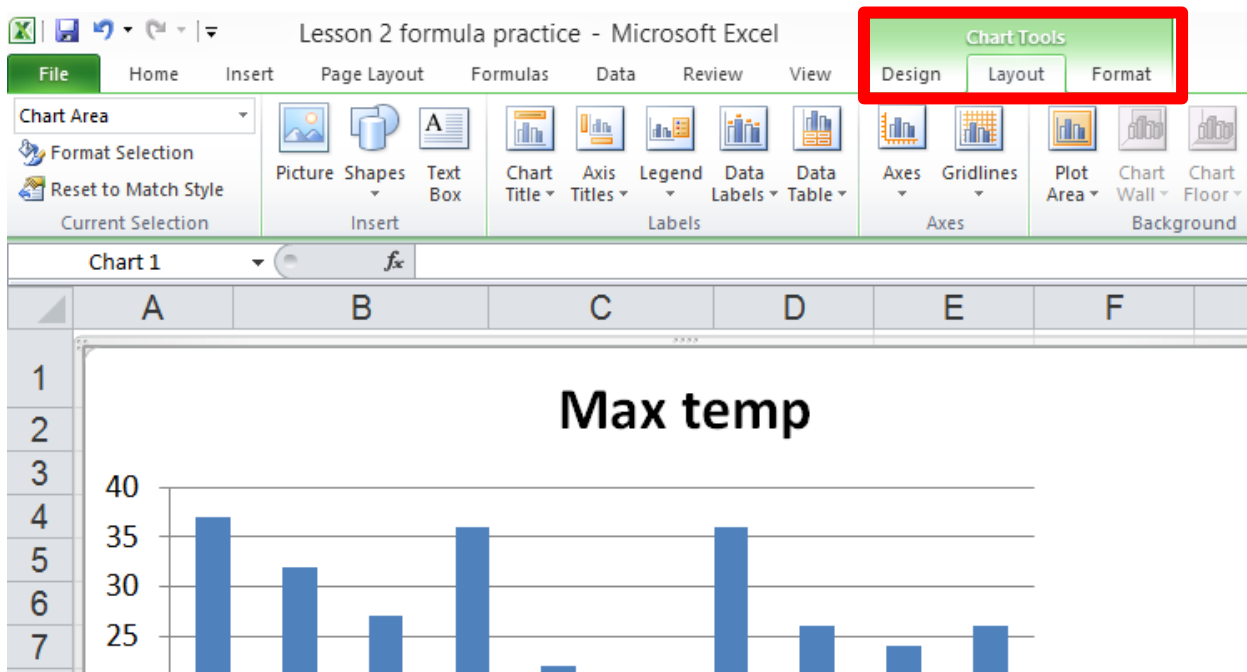 Lesson 2 formula practice - Microsoft Excel
Chart Tools
File Home Insert Page Layout Formulas Data Review View Design Layout Format
Chart Area
Format Selection
Reset to Match Style
Current Selection
Picture Shapes Text Box
Insert
Chart Title Axis Titles Legend Data Labels Data Table
Labels
Axes Gridlines
Axes
Plot Area Chart Wall Chart Floor
Background
Chart 1 fx
A B C D E F
1
2
3
4
5
6
7
Max temp
40
35
30
25